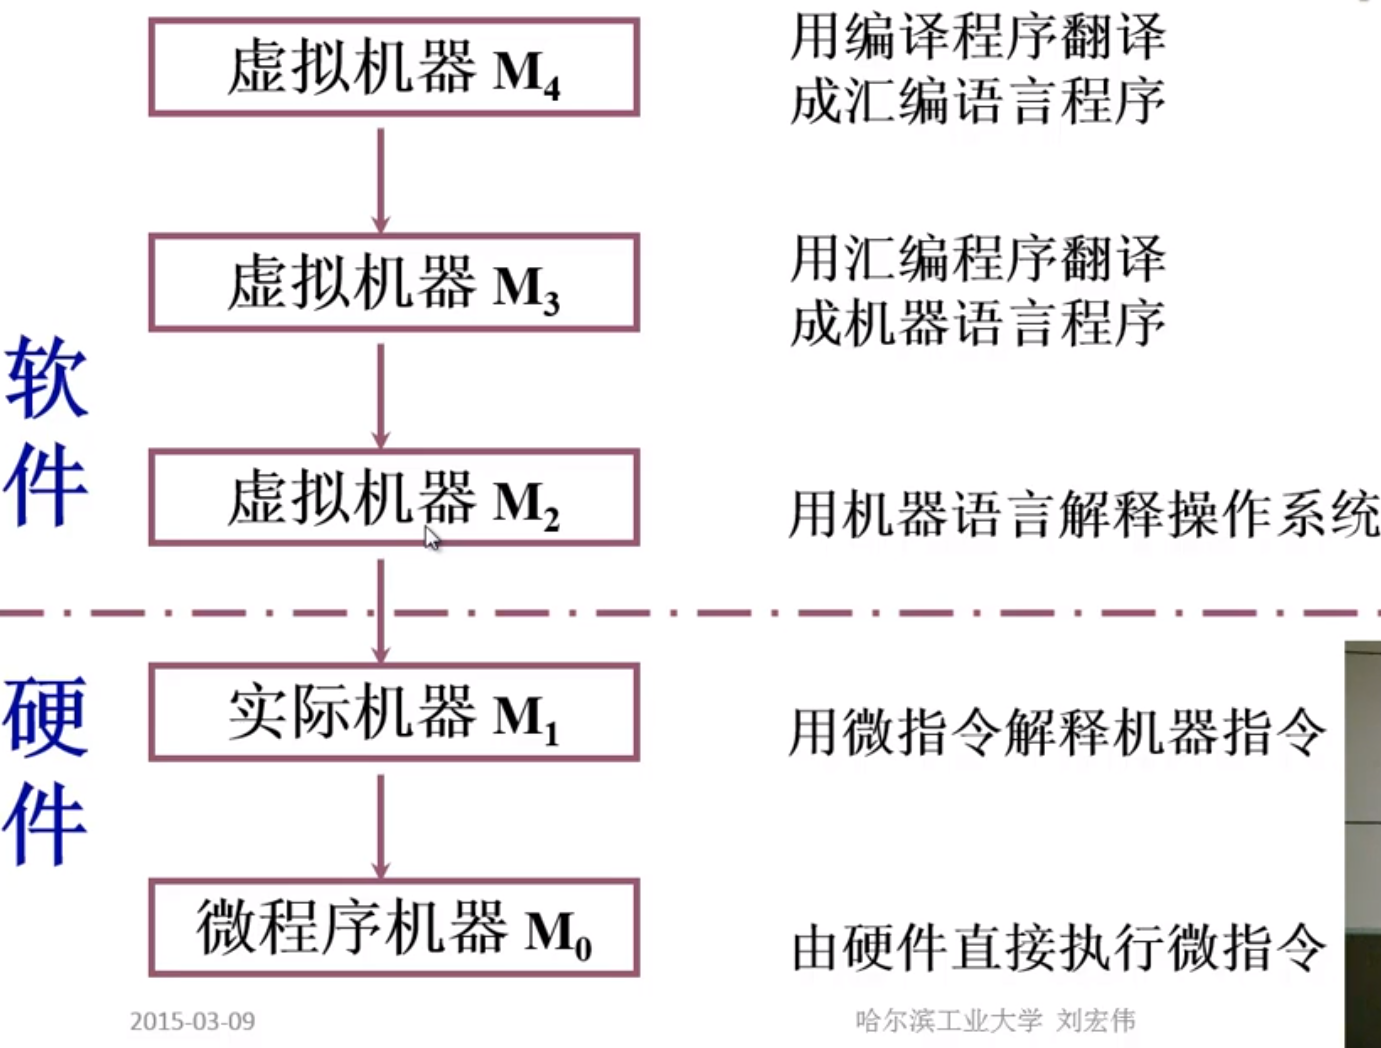 虚拟机器 M4
用编译程序翻译
成汇编语言程序
虚拟机器 M3
用汇编程序翻译
成机器语言程序
软
件
虚拟机器 M2
用机器语言解释操作系统
硬
件
实际机器 M1
用微指令解释机器指令
微程序机器 M0
由硬件直接执行微指令
2015-03-09
哈尔滨工业大学 刘宏伟